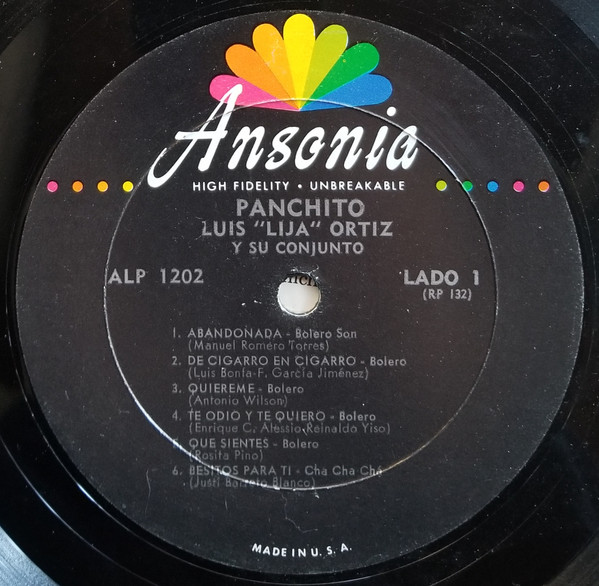 Ansonia
HIGH FIDELITY • UNBREAKABLE
PANCHITO
LUIS "LIJA" ORTIZ
Y SU CONJUNTO
ALP 1202
LADO 1
(RP 132)
1. ABANDONADA - Bolero Son
(Manuel Romero Torres)
2. DE CIGARRO EN CIGARRO - Bolero
(Luis Bonfa-F. García Jiménez)
3. QUIEREME - Bolero
(Antonio Wilson)
4. TE ODIO Y TE QUIERO - Bolero
(Enrique C. Alessio-Reinaldo Yiso)
5. QUE SIENTES - Bolero
(Rosita Pino)
6. BESITOS PARA TI - Cha Cha Chá
(Justi Barreto Blanco)
MADE IN U. S. A.